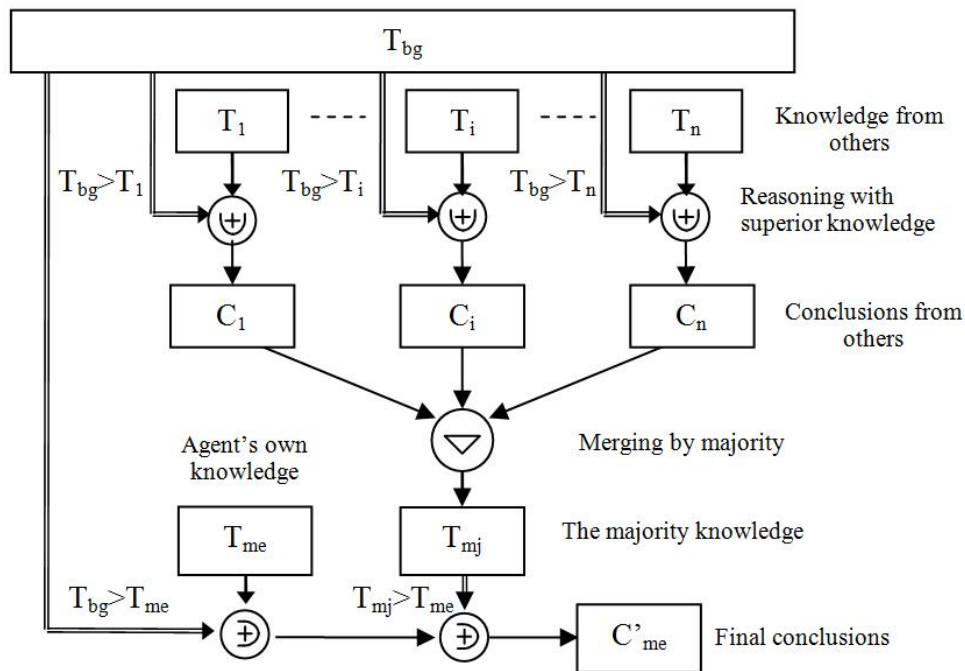 T_bg
T_1
T_i
T_n
Knowledge from
others
T_bg>T_1
T_bg>T_i
T_bg>T_n
Reasoning with
superior knowledge
C_1
C_i
C_n
Conclusions from
others
Merging by majority
Agent's own
knowledge
T_me
T_mj
The majority knowledge
T_bg>T_me
T_mj>T_me
C'_me
Final conclusions